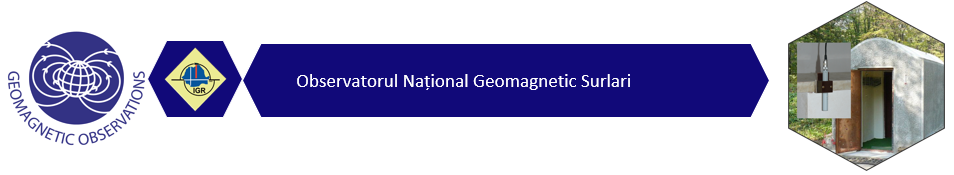 GEOMAGNETIC OBSERVATIONS
IGR
Observatorul Național Geomagnetic Surlari